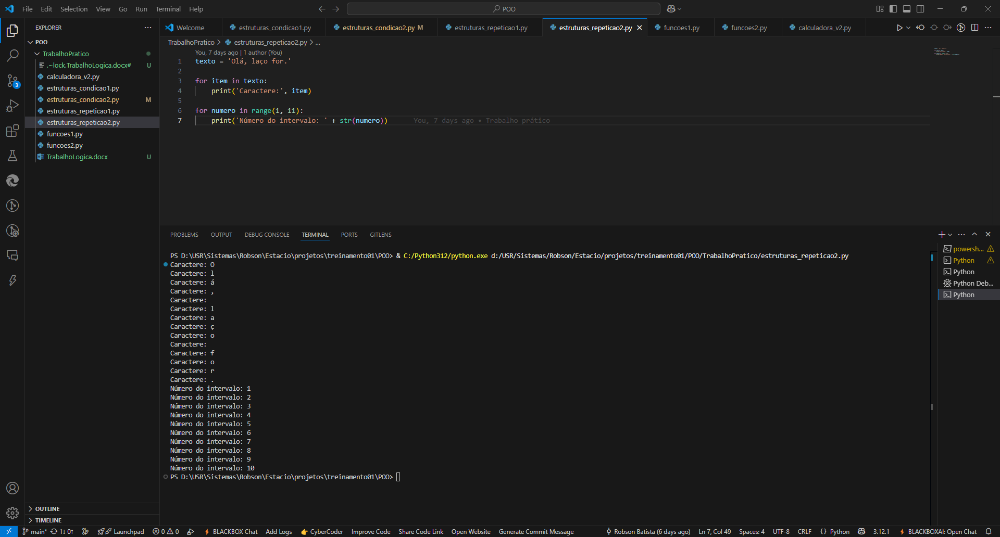 File Edit Selection View Go Run Terminal Help
POO
EXPLORER
POO
TrabalhoPratico
.~lock.TrabalhoLogica.docx# U
calculadora_v2.py
estruturas_condicao1.py
estruturas_condicao2.py M
estruturas_repeticao1.py
estruturas_repeticao2.py
funcoes1.py
funcoes2.py
TrabalhoLogica.docx U
3
OUTLINE
TIMELINE
Welcome estruturas_condicao1.py estruturas_condicao2.py M estruturas_repeticao1.py estruturas_repeticao2.py funcoes1.py funcoes2.py calculadora_v2.py
TrabalhoPratico > estruturas_repeticao2.py > ...
You, 7 days ago | 1 author (You)
1 texto = 'Olá, laço for.'
2
3 for item in texto:
4 print('Caractere:', item)
5
6 for numero in range(1, 11):
7 print('Número do intervalo: ' + str(numero)) You, 7 days ago • Trabalho prático
PROBLEMS OUTPUT DEBUG CONSOLE TERMINAL PORTS GITLENS
PS D:\USR\Sistemas\Robson\Estacio\projetos\treinamento01\POO> & C:/Python312/python.exe d:/USR/Sistemas/Robson/Estacio/projetos/treinamento01/POO/TrabalhoPratico/estruturas_repeticao2.py
Caractere: O
Caractere: l
Caractere: á
Caractere: ,
Caractere:
Caractere: l
Caractere: a
Caractere: ç
Caractere: o
Caractere:
Caractere: f
Caractere: o
Caractere: r
Caractere: .
Número do intervalo: 1
Número do intervalo: 2
Número do intervalo: 3
Número do intervalo: 4
Número do intervalo: 5
Número do intervalo: 6
Número do intervalo: 7
Número do intervalo: 8
Número do intervalo: 9
Número do intervalo: 10
PS D:\USR\Sistemas\Robson\Estacio\projetos\treinamento01\POO>
powersh...
Python
Python
Python Deb...
Python
main* 1↓ 0↑ Launchpad 0 0 BLACKBOX Chat Add Logs CyberCoder Improve Code Share Code Link Open Website Generate Commit Message Robson Batista (6 days ago) Ln 7, Col 49 Spaces: 4 UTF-8 CRLF {} Python 3.12.1 BLACKBOXAI: Open Chat